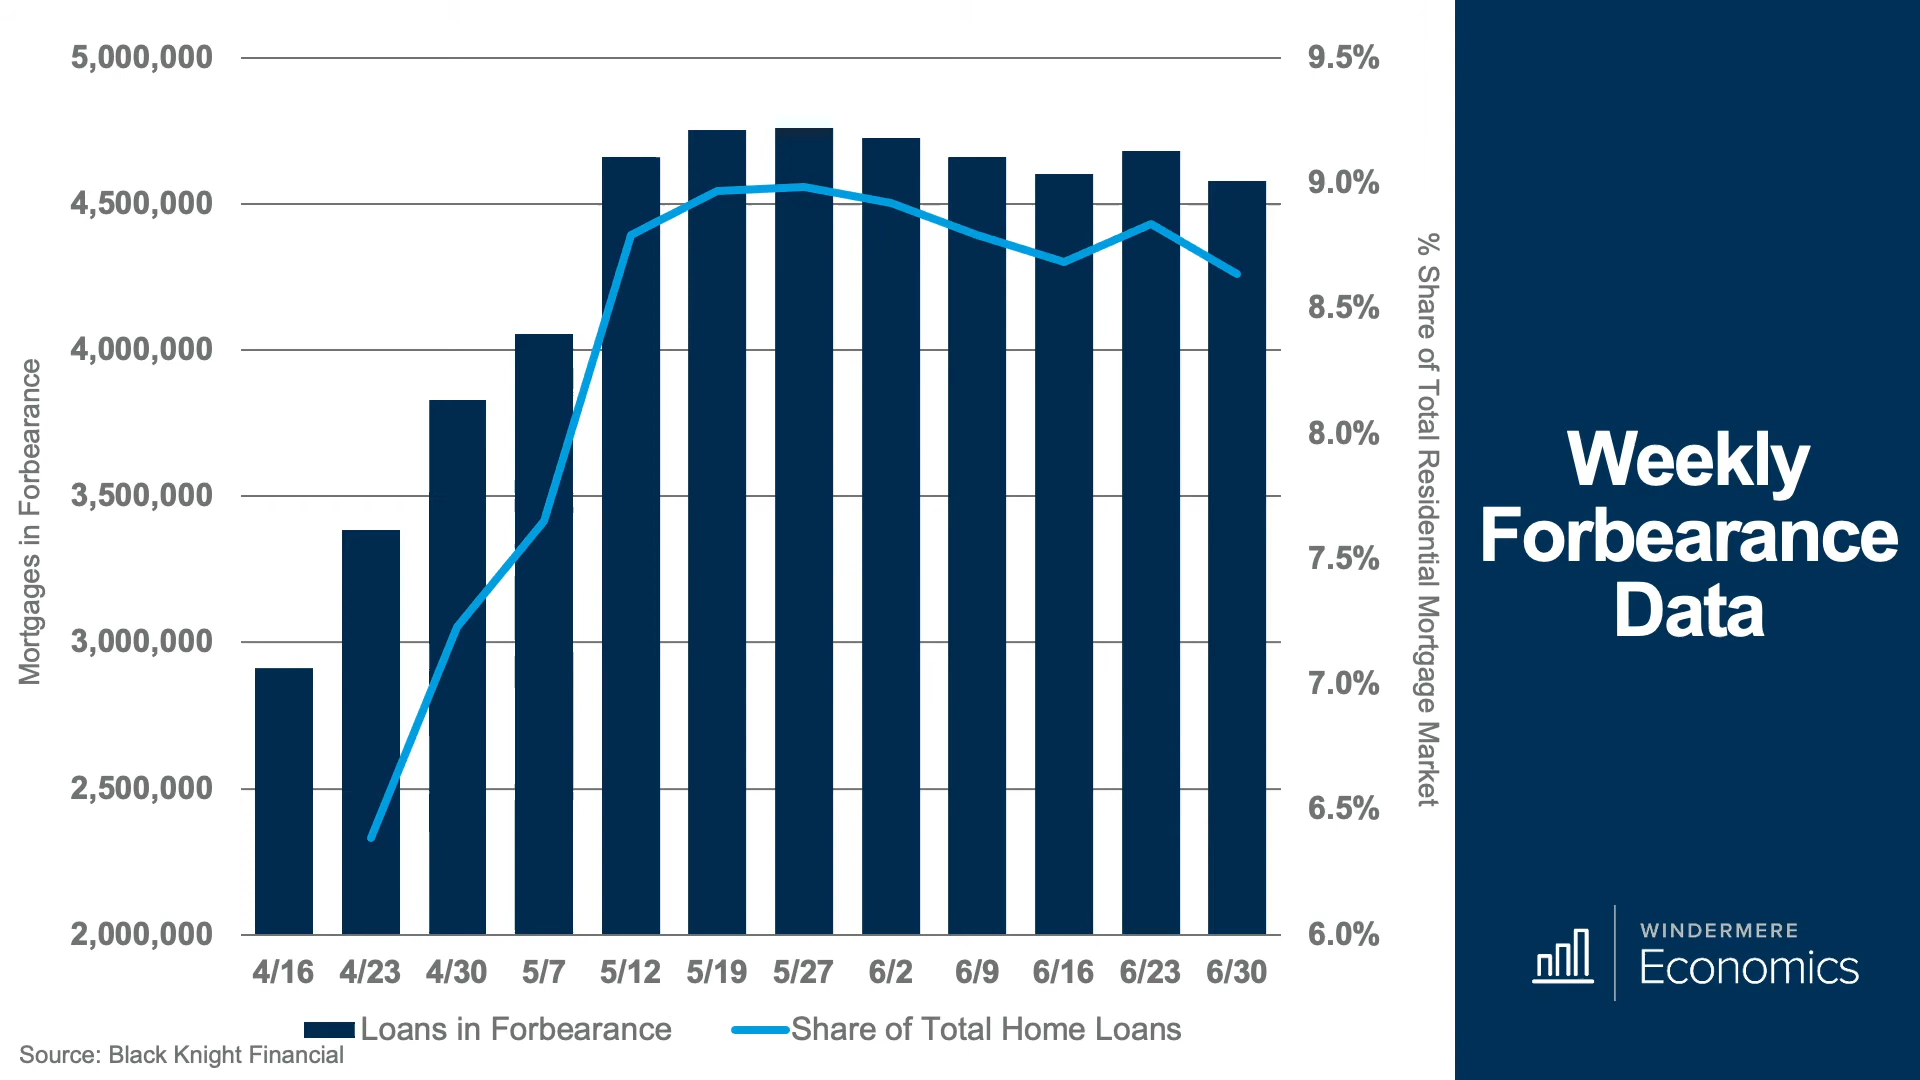 5,000,000
4,500,000
4,000,000
3,500,000
3,000,000
2,500,000
2,000,000
Mortgages in Forbearance
9.5%
9.0%
8.5%
8.0%
7.5%
7.0%
6.5%
6.0%
% Share of Total Residential Mortgage Market
4/16 4/23 4/30 5/7 5/12 5/19 5/27 6/2 6/9 6/16 6/23 6/30
Loans in Forbearance Share of Total Home Loans
Source: Black Knight Financial
Weekly
Forbearance
Data
WINDERMERE
Economics